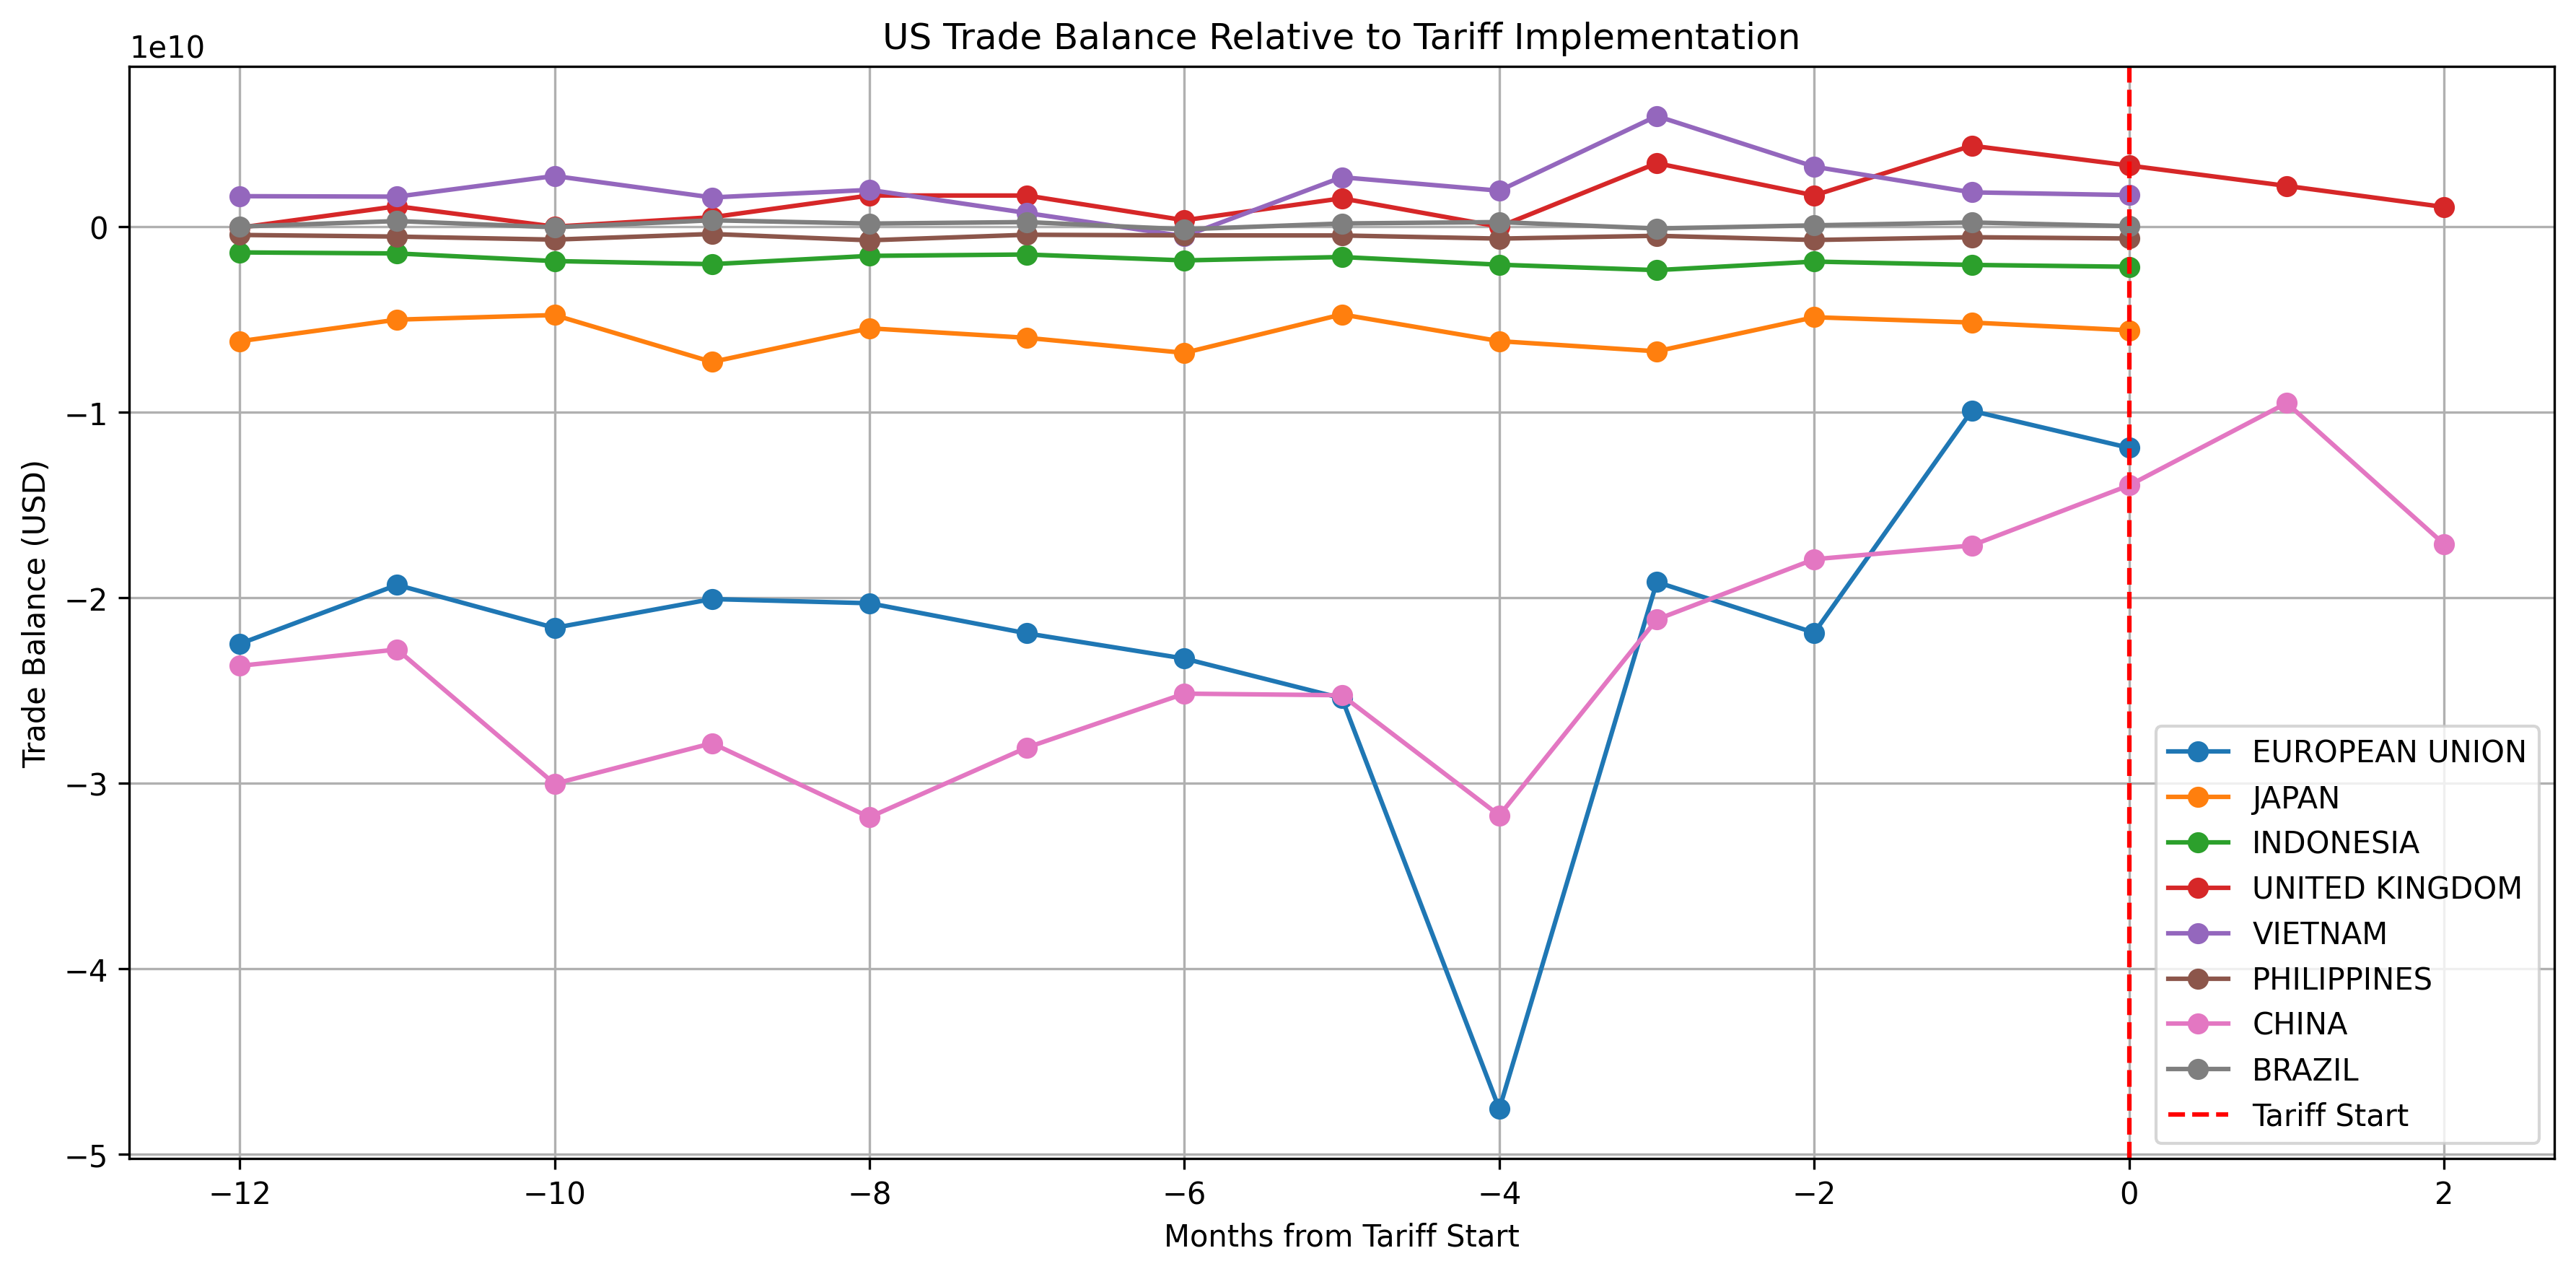 US Trade Balance Relative to Tariff Implementation
1e10
0
−1
−2
−3
−4
−5
Trade Balance (USD)
−12 −10 −8 −6 −4 −2 0 2
Months from Tariff Start
EUROPEAN UNION
JAPAN
INDONESIA
UNITED KINGDOM
VIETNAM
PHILIPPINES
CHINA
BRAZIL
Tariff Start